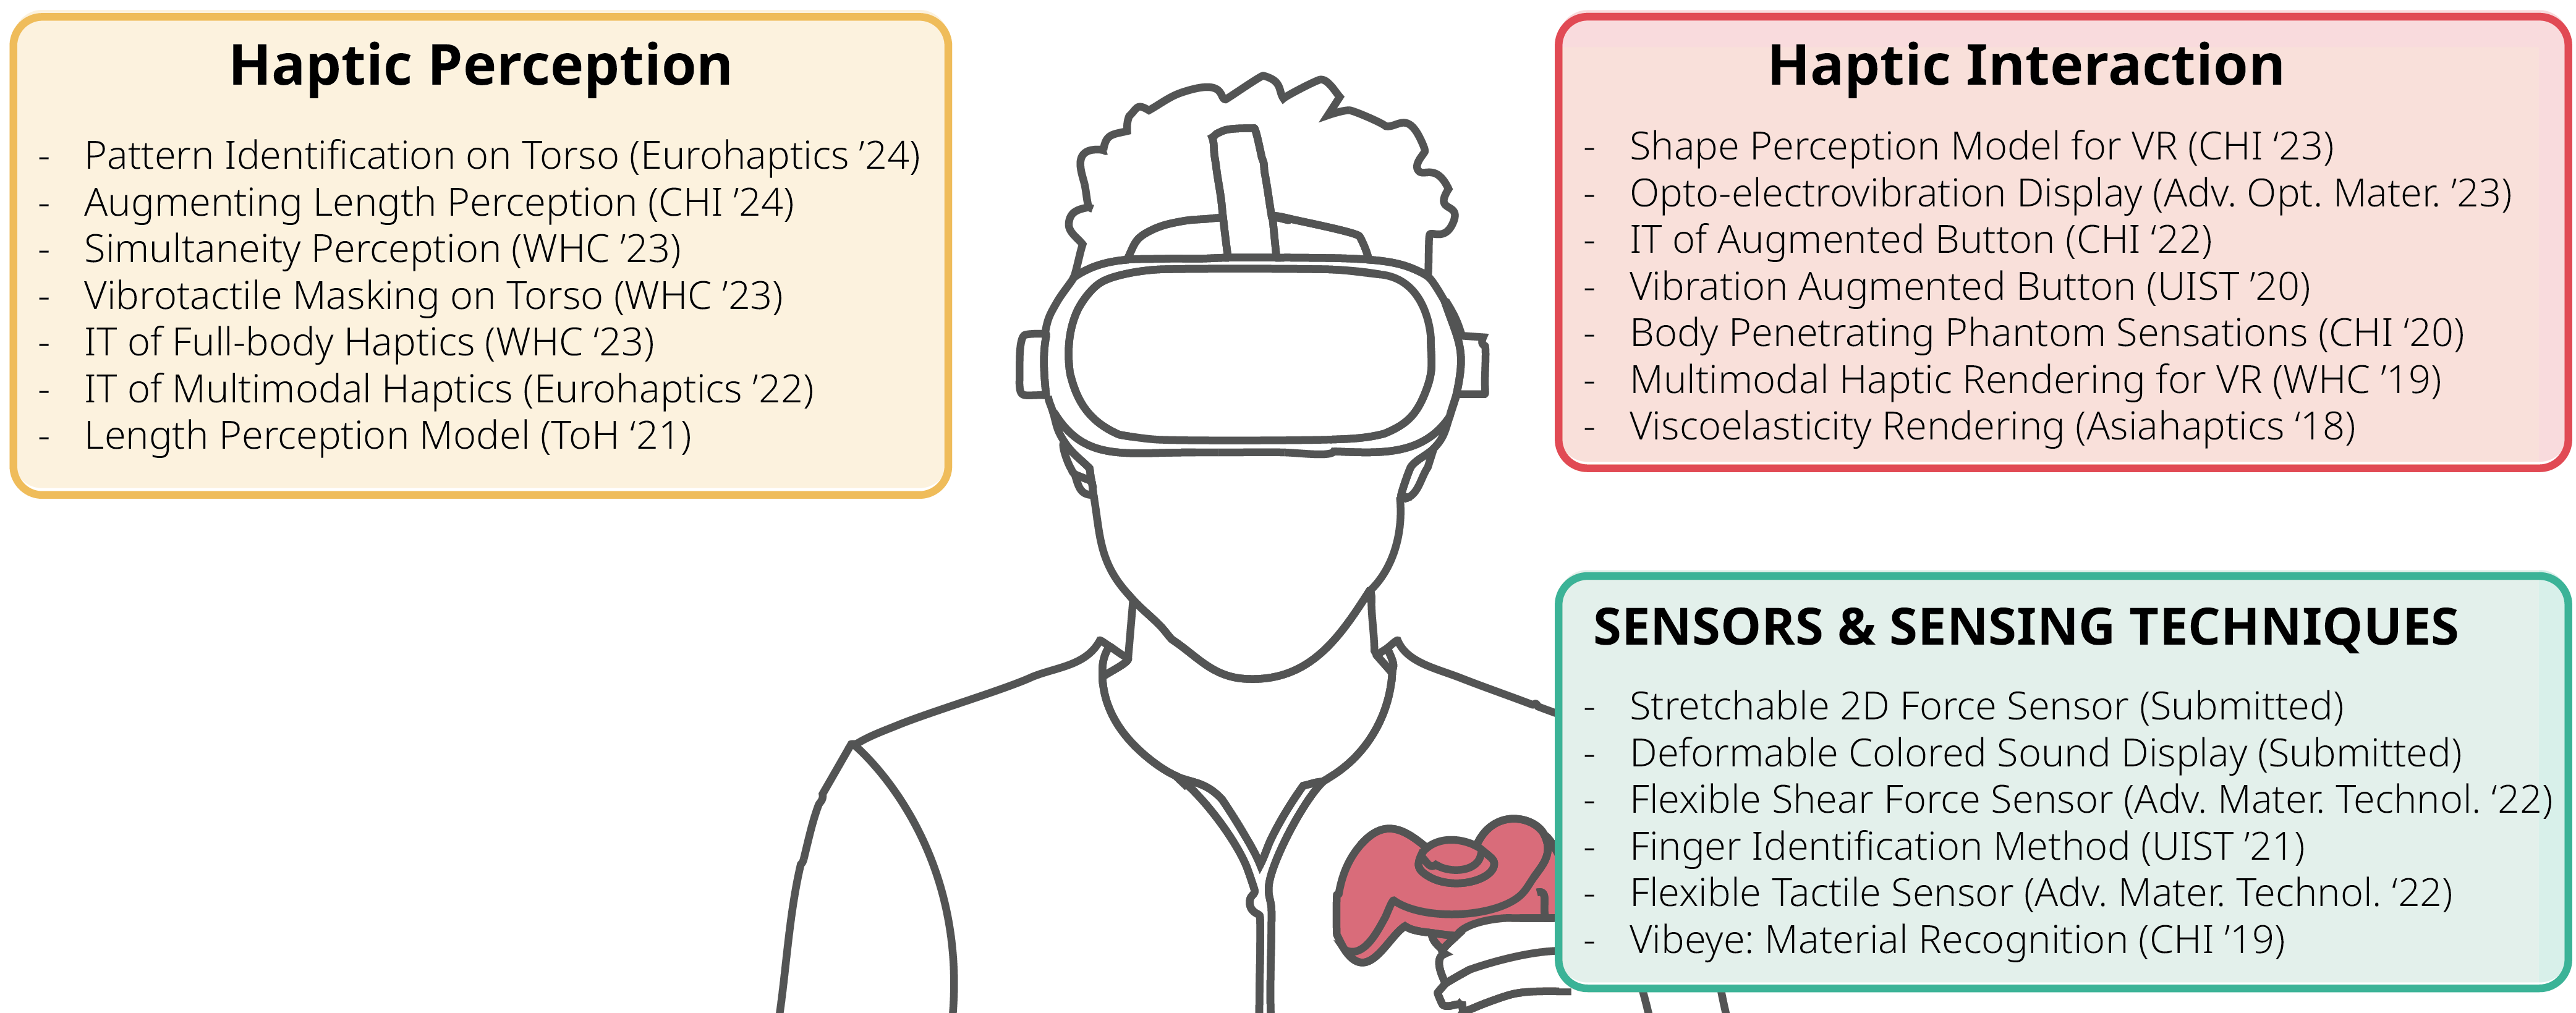 Haptic Perception
- Pattern Identification on Torso (Eurohaptics ’24)
- Augmenting Length Perception (CHI ’24)
- Simultaneity Perception (WHC ’23)
- Vibrotactile Masking on Torso (WHC ’23)
- IT of Full-body Haptics (WHC ‘23)
- IT of Multimodal Haptics (Eurohaptics ’22)
- Length Perception Model (ToH ‘21)
Haptic Interaction
- Shape Perception Model for VR (CHI ‘23)
- Opto-electrovibration Display (Adv. Opt. Mater. ’23)
- IT of Augmented Button (CHI ‘22)
- Vibration Augmented Button (UIST ’20)
- Body Penetrating Phantom Sensations (CHI ‘20)
- Multimodal Haptic Rendering for VR (WHC ’19)
- Viscoelasticity Rendering (Asiahaptics ‘18)
SENSORS & SENSING TECHNIQUES
- Stretchable 2D Force Sensor (Submitted)
- Deformable Colored Sound Display (Submitted)
- Flexible Shear Force Sensor (Adv. Mater. Technol. ‘22)
- Finger Identification Method (UIST ’21)
- Flexible Tactile Sensor (Adv. Mater. Technol. ‘22)
- Vibeye: Material Recognition (CHI ’19)